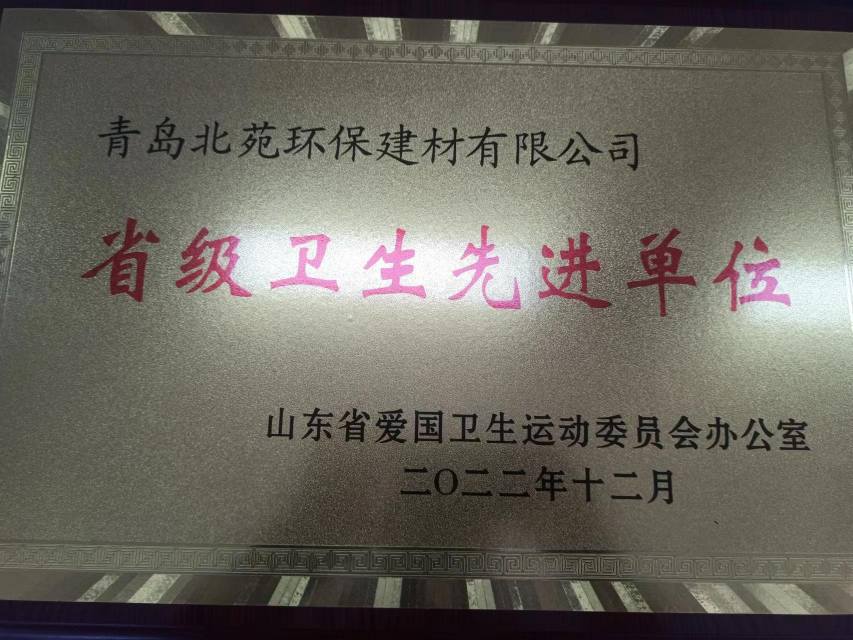 青岛北苑环保建材有限公司
省级卫生先进单位
山东省爱国卫生运动委员会办公室
二〇二二年十二月